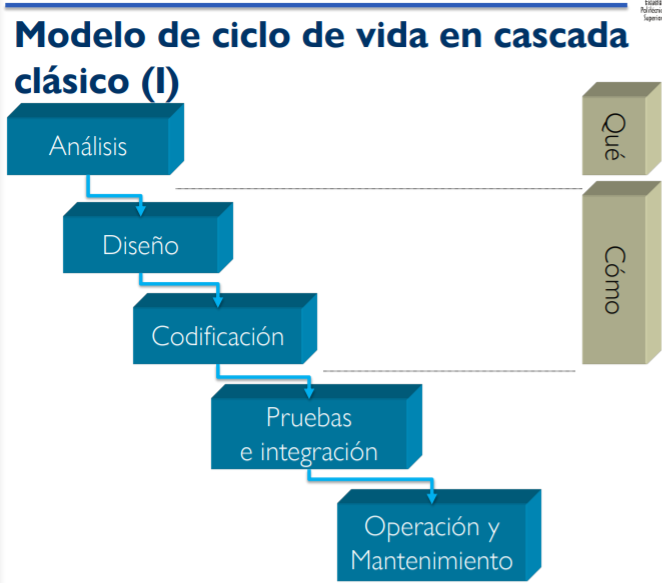 Politécnica
Superior
Modelo de ciclo de vida en cascada
clásico (I)
Análisis
Qué
Diseño
Cómo
Codificación
Pruebas
e integración
Operación y
Mantenimiento